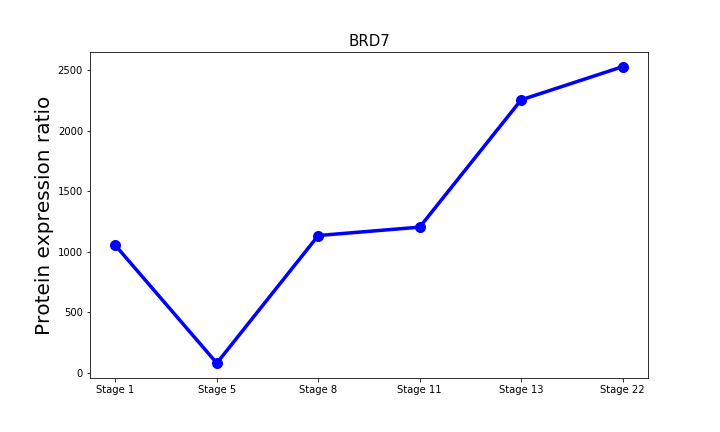 BRD7
Protein expression ratio
2500
2000
1500
1000
500
0
Stage 1 Stage 5 Stage 8 Stage 11 Stage 13 Stage 22